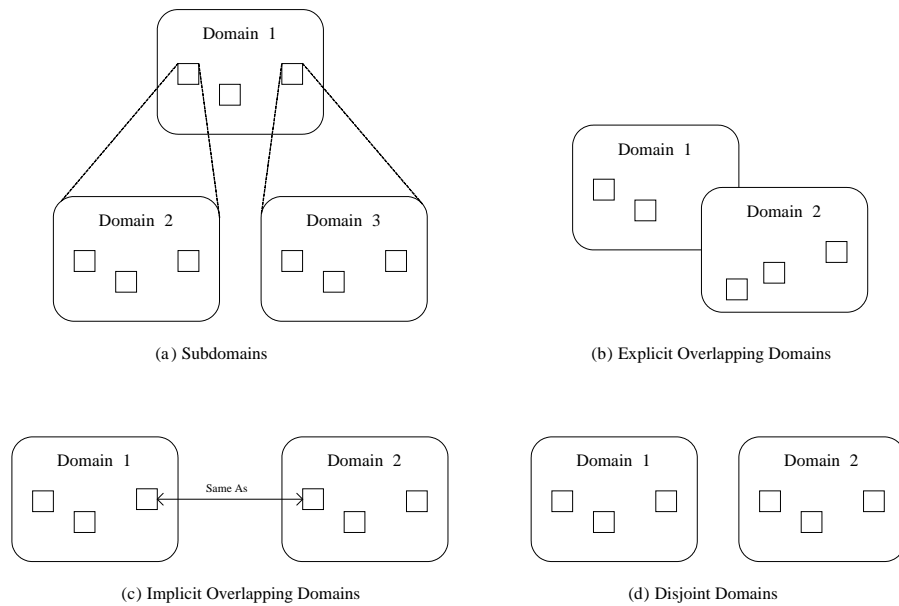 Domain 1
Domain 2
Domain 3
(a) Subdomains
Domain 1
Domain 2
(b) Explicit Overlapping Domains
Domain 1
Same As
Domain 2
(c) Implicit Overlapping Domains
Domain 1
Domain 2
(d) Disjoint Domains